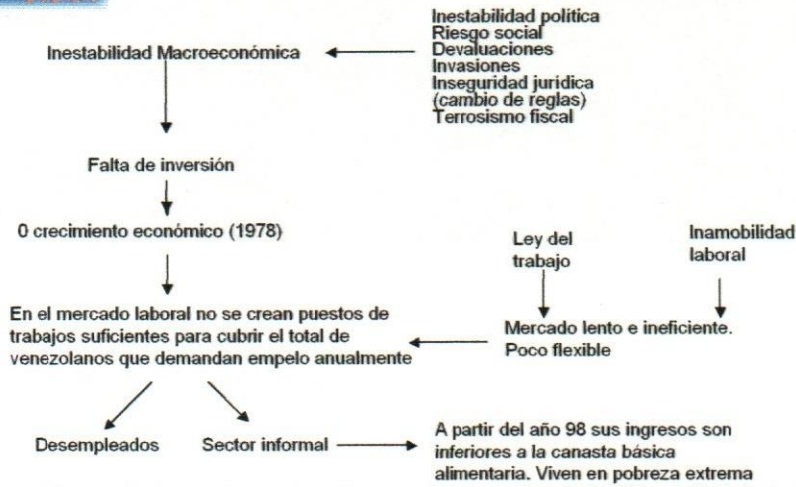 Inestabilidad política
Riesgo social
Inestabilidad Macroeconómica
Devaluaciones
Invasiones
Inseguridad jurídica
(cambio de reglas)
Terrosismo fiscal
Falta de inversión
0 crecimiento económico (1978)
Ley del
trabajo
Inamobilidad
laboral
En el mercado laboral no se crean puestos de
trabajos suficientes para cubrir el total de
venezolanos que demandan empelo anualmente
Mercado lento e ineficiente.
Poco flexible
Desempleados
Sector informal
A partir del año 98 sus ingresos son
inferiores a la canasta básica
alimentaria. Viven en pobreza extrema